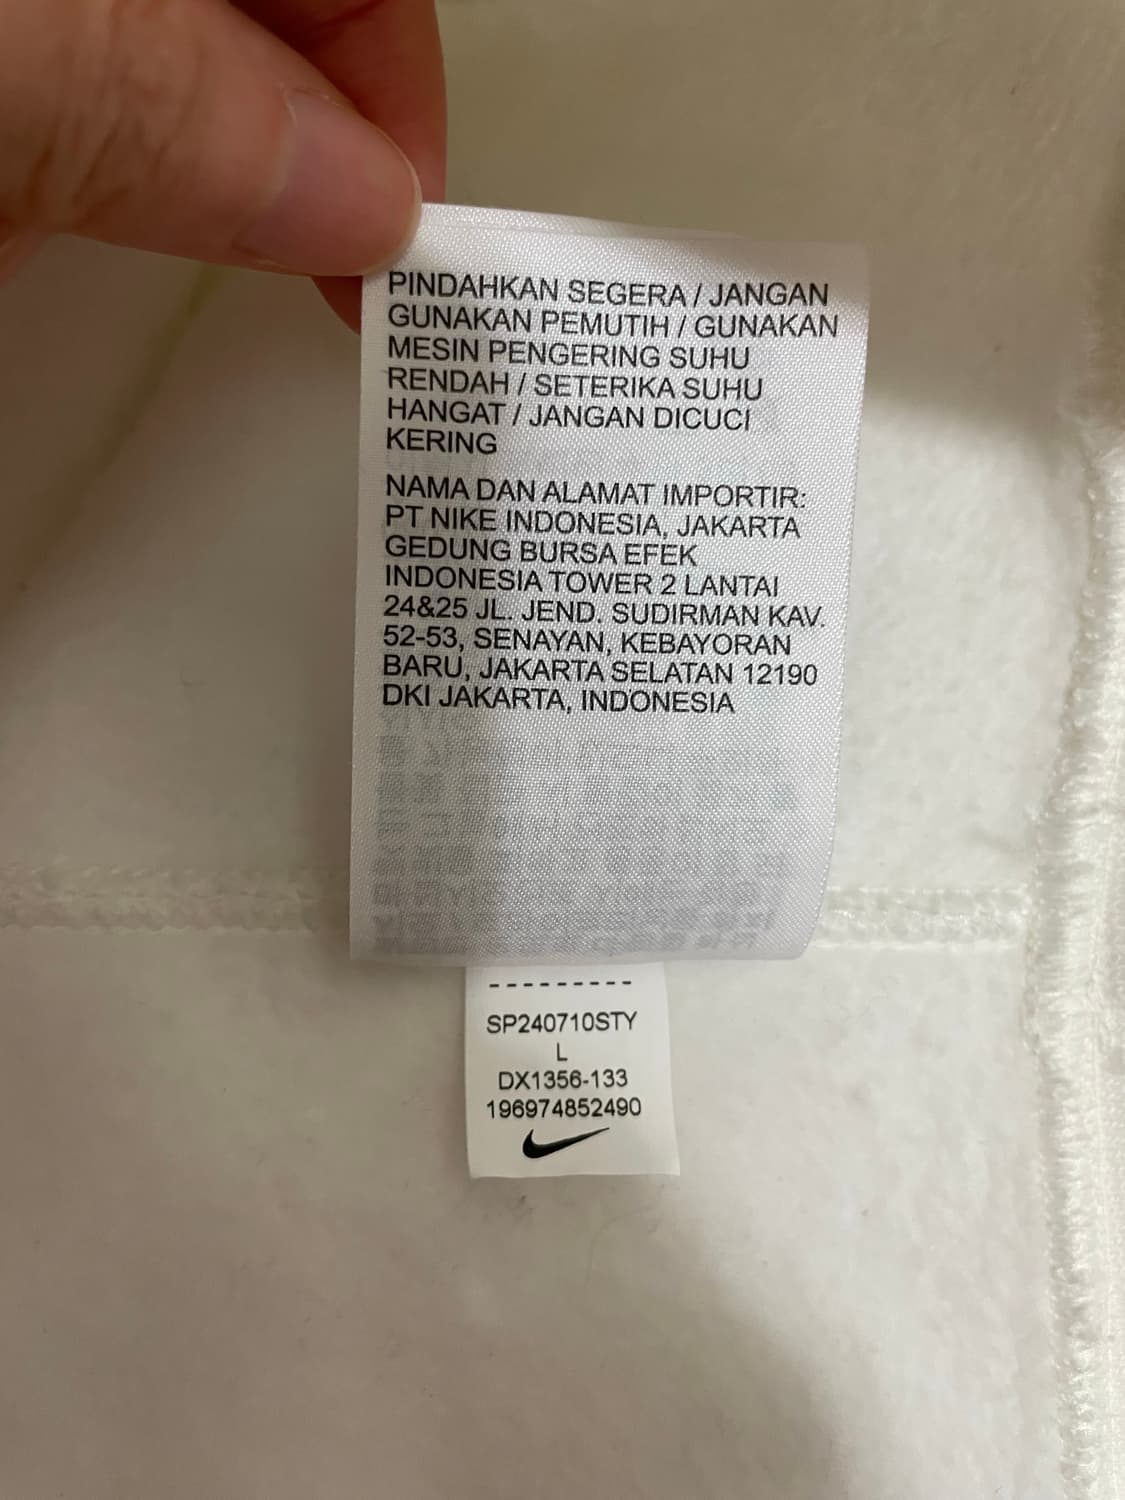 PINDAHKAN SEGERA / JANGAN
GUNAKAN PEMUTIH / GUNAKAN
MESIN PENGERING SUHU
RENDAH / SETERIKA SUHU
HANGAT / JANGAN DICUCI
KERING
NAMA DAN ALAMAT IMPORTIR:
PT NIKE INDONESIA, JAKARTA
GEDUNG BURSA EFEK
INDONESIA TOWER 2 LANTAI
24&25 JL. JEND. SUDIRMAN KAV.
52-53, SENAYAN, KEBAYORAN
BARU, JAKARTA SELATAN 12190
DKI JAKARTA, INDONESIA
---------
SP240710STY
L
DX1356-133
196974852490